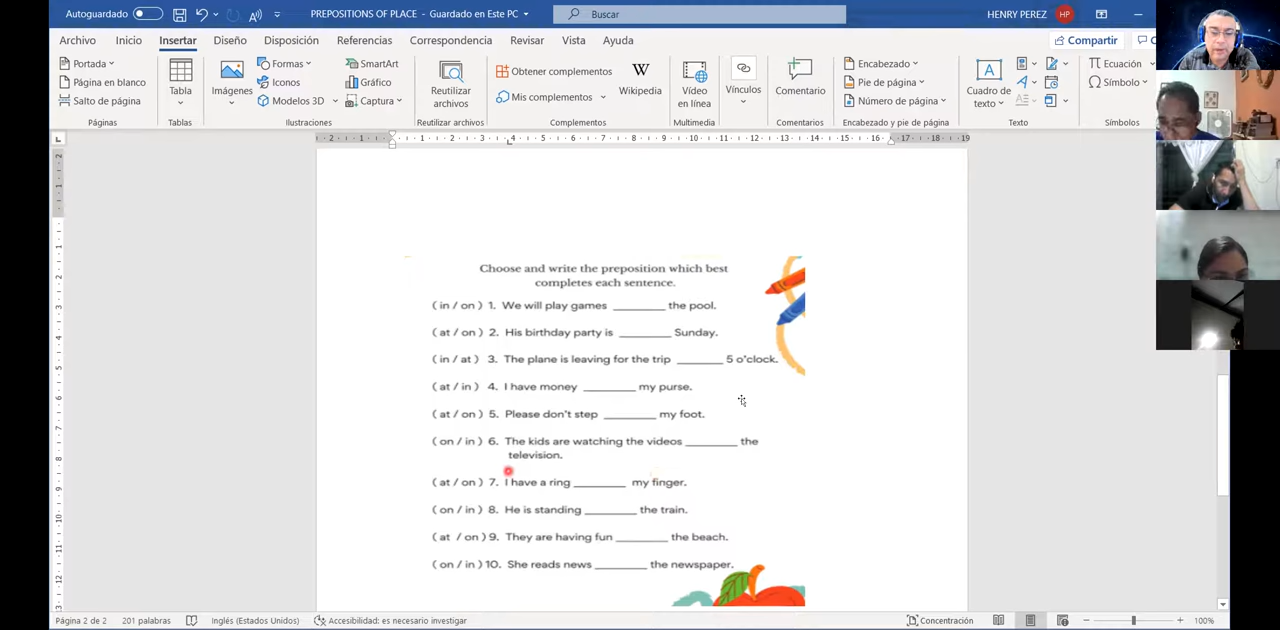 Autoguardado
PREPOSITIONS OF PLACE - Guardado en Este PC
Buscar
HENRY PEREZ HP
Archivo Inicio Insertar Diseño Disposición Referencias Correspondencia Revisar Vista Ayuda
Compartir
Portada
Página en blanco
Salto de página
Páginas
Tabla
Tablas
Imágenes
Formas
Iconos
Modelos 3D
SmartArt
Gráfico
Captura
Ilustraciones
Reutilizar archivos
Reutilizar archivos
Obtener complementos
Mis complementos
Wikipedia
Complementos
Vídeo en línea
Multimedia
Vínculos
Comentario
Comentarios
Encabezado
Pie de página
Número de página
Encabezado y pie de página
Cuadro de texto
Texto
Ecuación
Símbolo
Símbolos
Choose and write the preposition which best
completes each sentence.
( in / on ) 1. We will play games ________ the pool.
( at / on ) 2. His birthday party is ________ Sunday.
( in / at ) 3. The plane is leaving for the trip _______ 5 o'clock.
( at / in ) 4. I have money ________ my purse.
( at / on ) 5. Please don't step ________ my foot.
( on / in ) 6. The kids are watching the videos ________ the
television.
( at / on ) 7. I have a ring ________ my finger.
( on / in ) 8. He is standing ________ the train.
( at / on ) 9. They are having fun ________ the beach.
( on / in ) 10. She reads news ________ the newspaper.
Página 2 de 2 201 palabras Inglés (Estados Unidos) Accesibilidad: es necesario investigar Concentración 100%